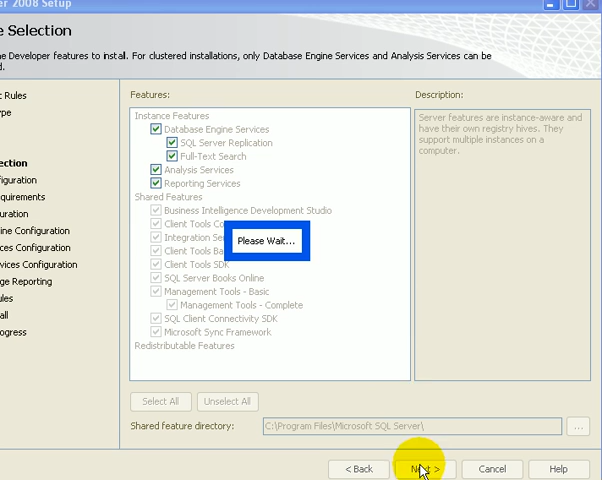 er 2008 Setup
e Selection
he Developer features to install. For clustered installations, only Database Engine Services and Analysis Services can be
d.
t Rules
ype
ection
figuration
quirements
uration
ine Configuration
ces Configuration
vices Configuration
ge Reporting
ules
all
ogress
Features:
Instance Features
Database Engine Services
SQL Server Replication
Full-Text Search
Analysis Services
Reporting Services
Shared Features
Business Intelligence Development Studio
Client Tools Co
Integration Ser
Client Tools Ba
Client Tools SDK
SQL Server Books Online
Management Tools - Basic
Management Tools - Complete
SQL Client Connectivity SDK
Microsoft Sync Framework
Redistributable Features
Please Wait...
Description:
Server features are instance-aware and
have their own registry hives. They
support multiple instances on a
computer.
Select All
Unselect All
Shared feature directory:
C:\Program Files\Microsoft SQL Server\
...
< Back
Next >
Cancel
Help